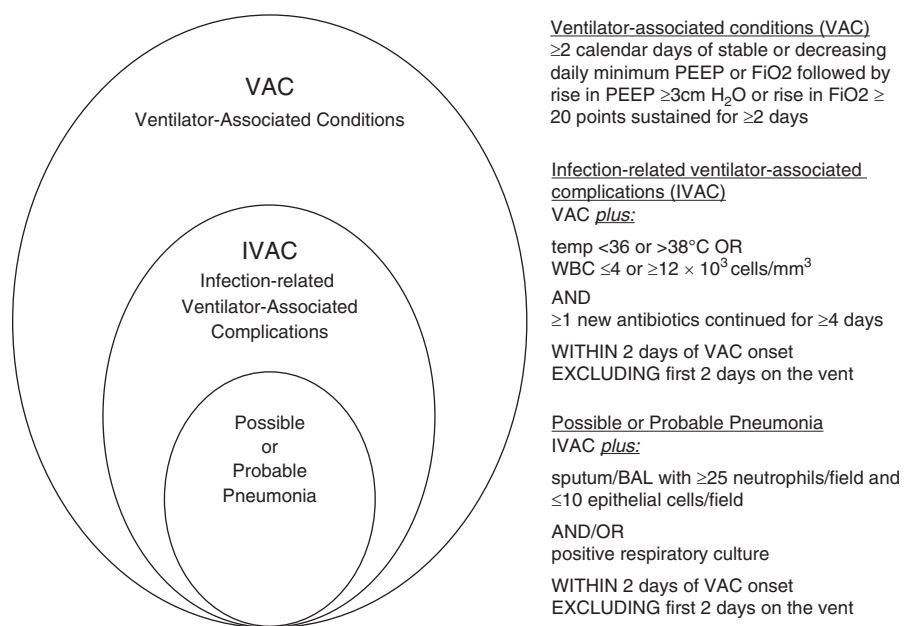 VAC
Ventilator-Associated Conditions
IVAC
Infection-related
Ventilator-Associated
Complications
Possible
or
Probable
Pneumonia
Ventilator-associated conditions (VAC)
≥2 calendar days of stable or decreasing
daily minimum PEEP or FiO2 followed by
rise in PEEP ≥3cm H₂O or rise in FiO2 ≥
20 points sustained for ≥2 days
Infection-related ventilator-associated
complications (IVAC)
VAC plus:
temp <36 or >38°C OR
WBC ≤4 or ≥12 × 10³ cells/mm³
AND
≥1 new antibiotics continued for ≥4 days
WITHIN 2 days of VAC onset
EXCLUDING first 2 days on the vent
Possible or Probable Pneumonia
IVAC plus:
sputum/BAL with ≥25 neutrophils/field and
≤10 epithelial cells/field
AND/OR
positive respiratory culture
WITHIN 2 days of VAC onset
EXCLUDING first 2 days on the vent